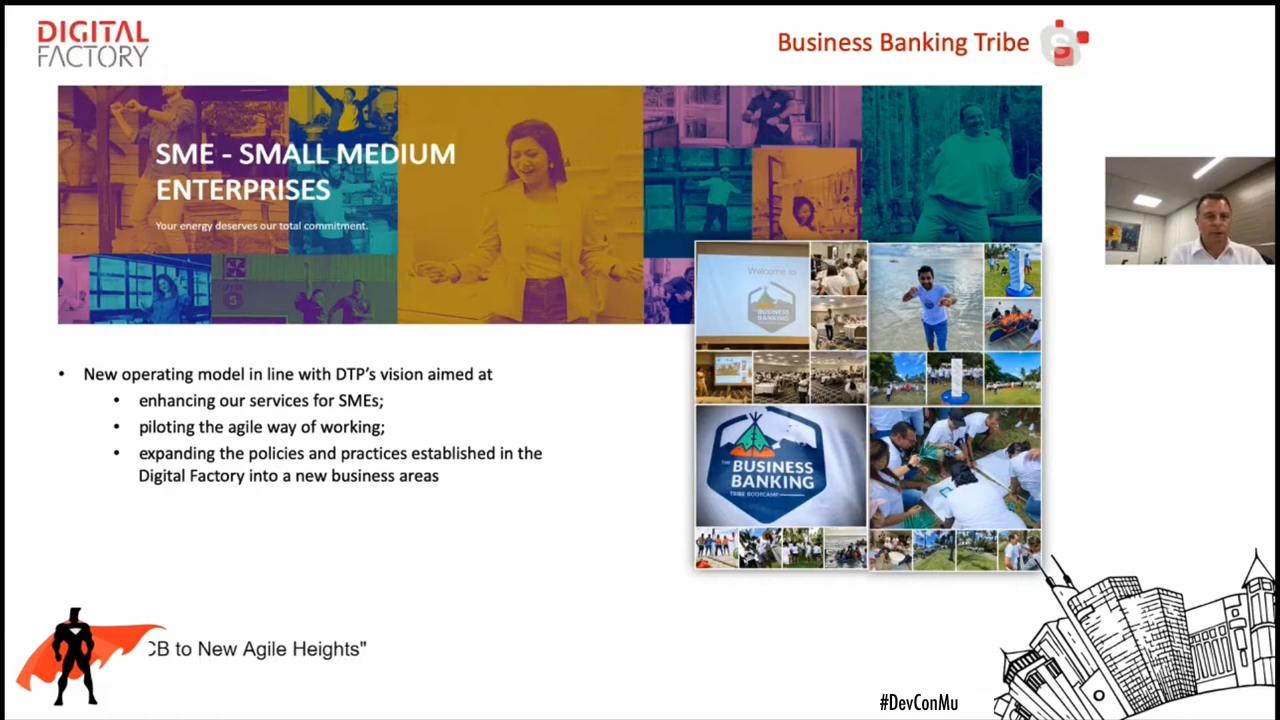 DIGITAL
FACTORY
Business Banking Tribe
SME - SMALL MEDIUM
ENTERPRISES
Your energy deserves our total commitment.
Welcome to
BUSINESS
BANKING
5
• New operating model in line with DTP's vision aimed at
• enhancing our services for SMEs;
• piloting the agile way of working;
• expanding the policies and practices established in the
Digital Factory into a new business areas
THE
BUSINESS
BANKING
TRIBE BOOTCAMP
CB to New Agile Heights"
#DevConMu